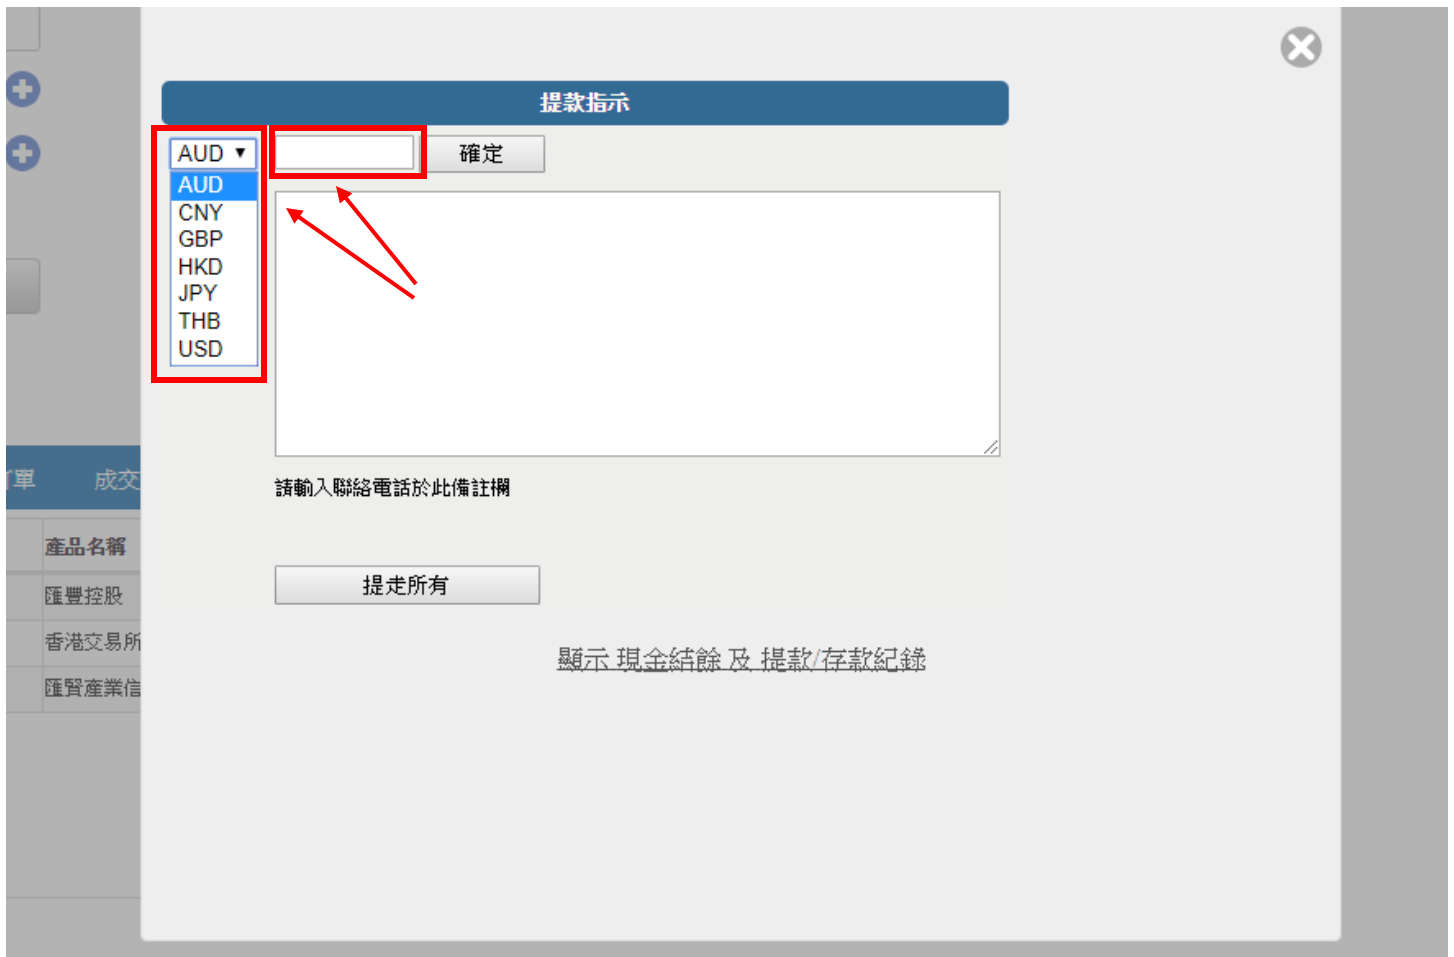 提款指示
AUD
確定
AUD
CNY
GBP
HKD
JPY
THB
USD
請輸入聯絡電話於此備註欄
提走所有
顯示 現金結餘 及 提款/存款紀錄
單
成交
產品名稱
匯豐控股
香港交易所
匯賢產業信